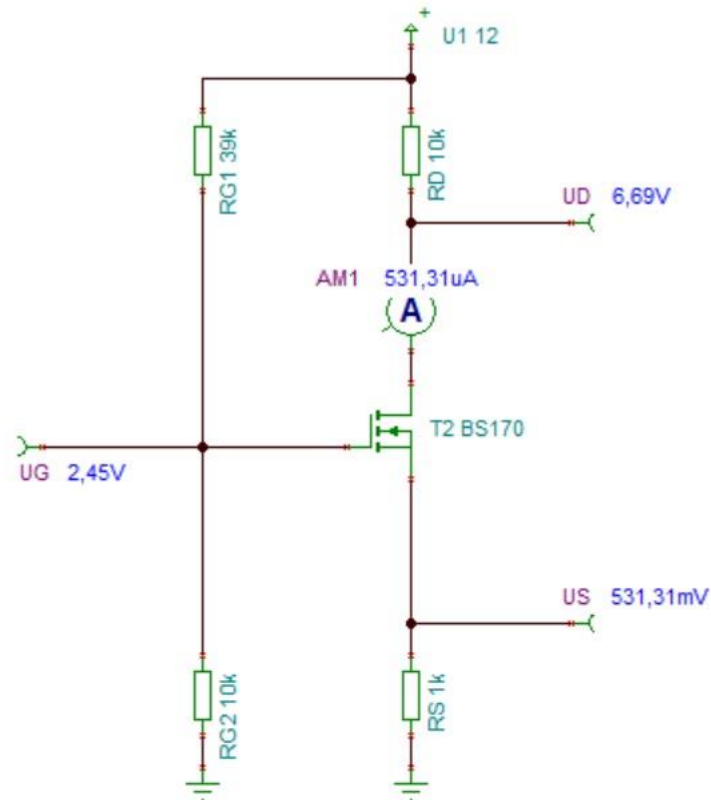 U1 12
RG1 39k
RD 10k
UD 6,69V
AM1 531,31uA
A
T2 BS170
UG 2,45V
US 531,31mV
RG2 10k
RS 1k